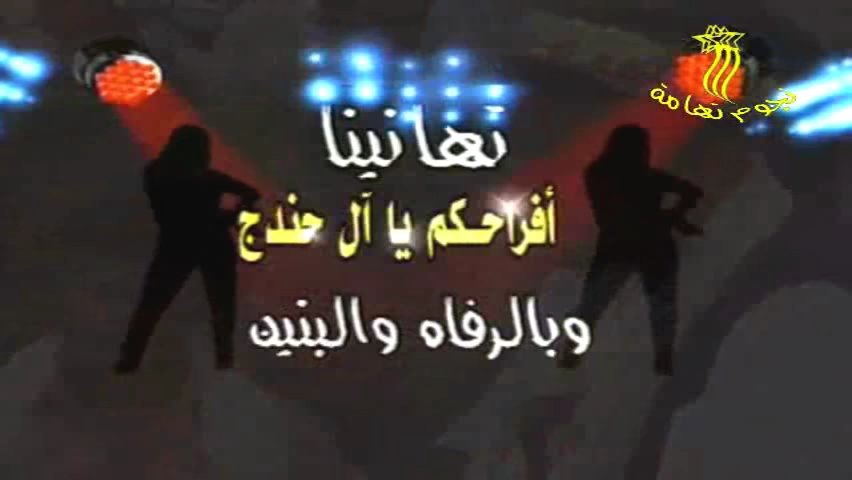 نجوم تهامة
تهانينا
أفراحكم يا آل حندج
وبالرفاه والبنين